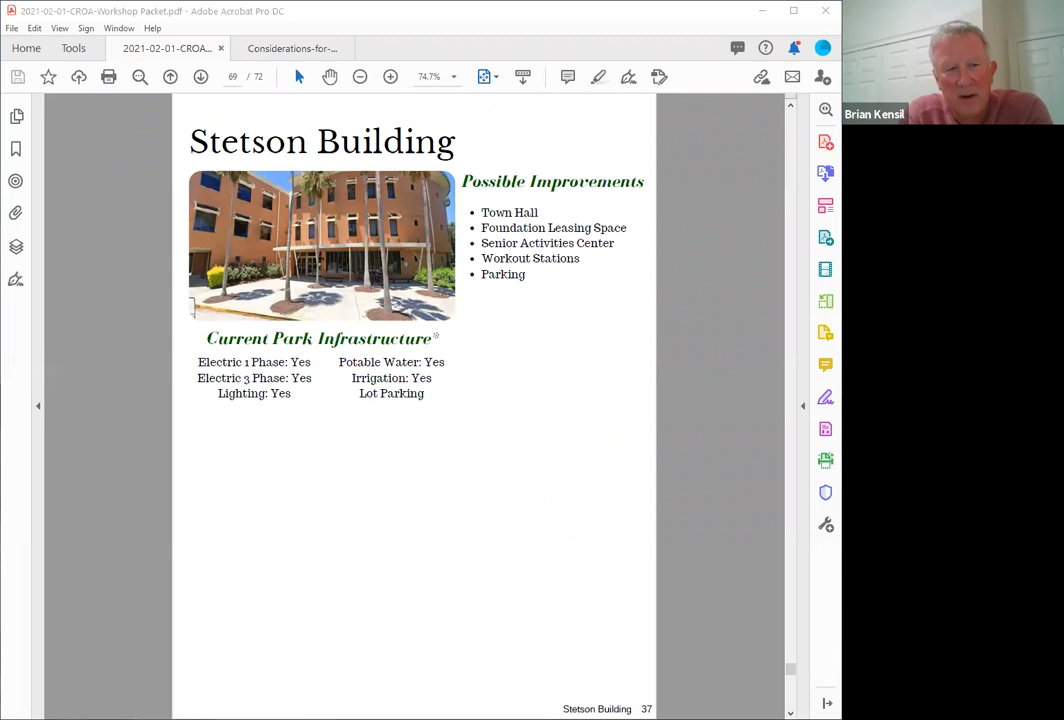 2021-02-01-CROA-Workshop Packet.pdf - Adobe Acrobat Pro DC
File Edit View Sign Window Help
Home Tools 2021-02-01-CROA... × Considerations-for-...
69 / 72 74.7%
Brian Kensil
Stetson Building
Possible Improvements
• Town Hall
• Foundation Leasing Space
• Senior Activities Center
• Workout Stations
• Parking
Current Park Infrastructure*
Electric 1 Phase: Yes
Electric 3 Phase: Yes
Lighting: Yes
Potable Water: Yes
Irrigation: Yes
Lot Parking
Stetson Building 37